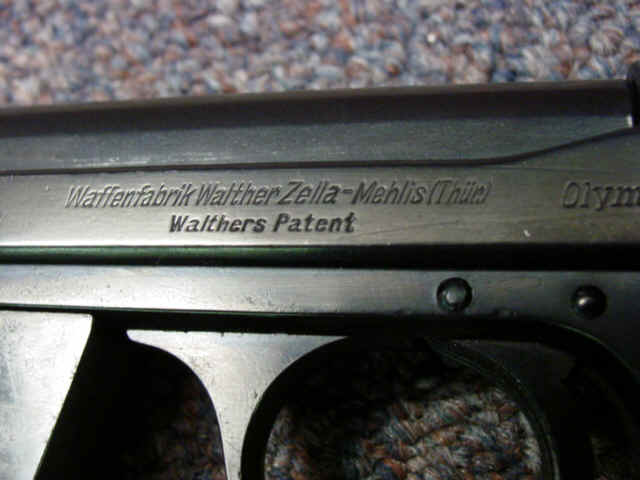 Waffenfabrik Walther Zella-Mehlis (Thür)
Walthers Patent
Olym